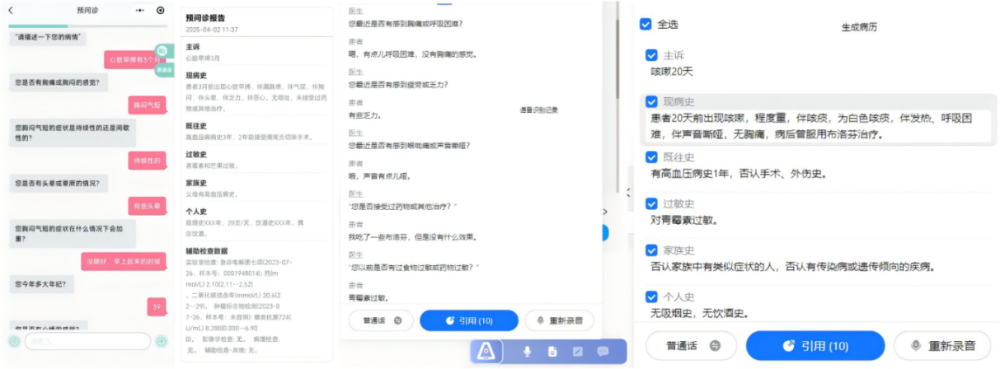 预问诊
"请描述一下您的病情"
心脏早搏有3个月
普通话
您是否有胸痛或胸闷的感觉?
胸闷气短
您胸闷气短的症状是持续性的还是间歇
性的?
持续性的
您是否有头晕或晕厥的情况?
有些头晕
您胸闷气短的症状在什么情况下会加
重?
没睡好、早上起来的时候
您今年多大年纪?
39
您是否有心悸的感觉?
请输入
预问诊报告
2025-04-02 11:37
主诉
心脏早搏3月
现病史
患者3月前出现心脏早搏,伴漏跳感,伴气促,伴胸
闷,伴头晕,伴乏力,伴恶心,无呕吐,未接受过药
物或其他治疗。
既往史
高血压病病史3年,2年前接受阑尾炎切除手术。
过敏史
青霉素和芒果过敏。
家族史
父母有高血压病史。
个人史
吸烟史XXX年,20支/天,饮酒史XXX年,偶
尔饮酒。
辅助检查数据
实验室检查: 急诊电解质七项(2023-07-
26, 样本号: 0001948014): 钙(m
mol/L) 2.10(2.11--2.52)
, 二氧化碳结合率(mmol/L) 20.6(2
2--29)。 肿瘤标志物检测(2023-0
7-26, 样本号: 未提供): 糖类抗原724(
U/mL) 8.280(0.000--6.90
0)。 影像学检查: 无。 病理检查:
无。 辅助检查-其他: 无。
医生
您最近是否有感到胸痛或呼吸困难?
患者
嗯,有点儿呼吸困难,没有胸痛的感觉。
医生
您最近是否有感到疲劳或乏力?
患者
有些乏力。
语音识别记录
医生
您最近是否有感到喉咙痛或声音嘶哑?
患者
哦,声音有点儿哑。
医生
"您是否接受过药物或其他治疗?"
患者
我吃了一些布洛芬,但是没有什么效果。
医生
"您以前是否有过食物过敏或药物过敏?"
患者
青霉素过敏。
普通话
引用 (10)
重新录音
全选
生成病历
主诉
咳嗽20天
现病史
患者20天前出现咳嗽,程度重,伴咳痰,为白色咳痰,伴发热、呼吸困
难,伴声音嘶哑,无胸痛,病后曾服用布洛芬治疗。
既往史
有高血压病史1年,否认手术、外伤史。
过敏史
对青霉素过敏。
家族史
否认家族中有类似症状的人,否认有传染病或遗传倾向的疾病。
个人史
无吸烟史,无饮酒史。
普通话
引用 (10)
重新录音